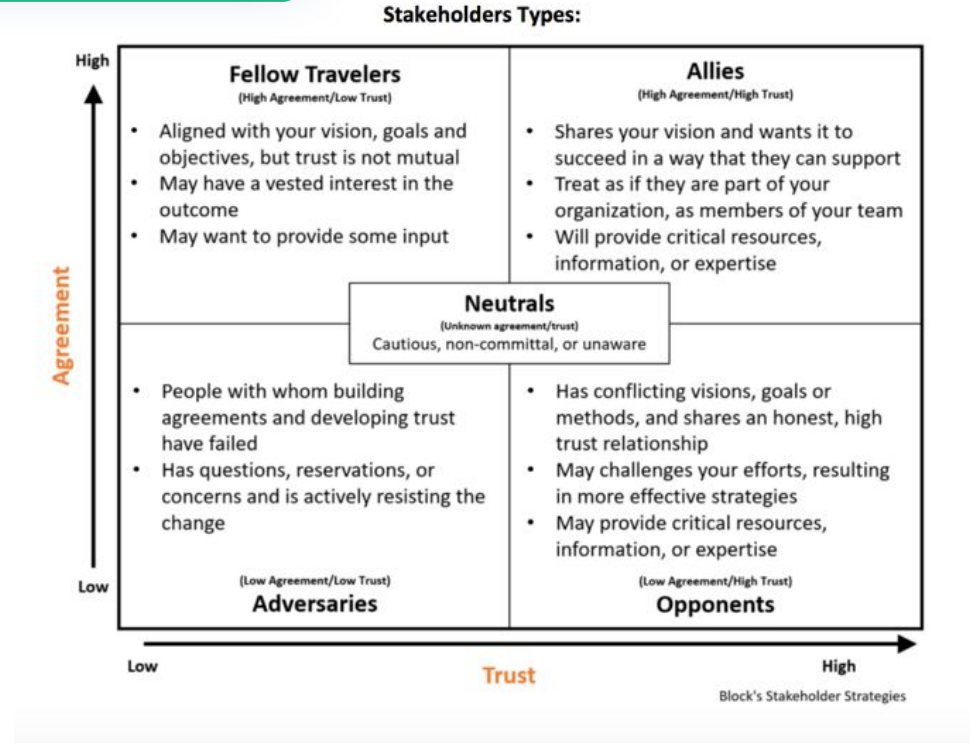 Stakeholders Types:
High
Fellow Travelers
(High Agreement/Low Trust)
• Aligned with your vision, goals and
objectives, but trust is not mutual
• May have a vested interest in the
outcome
• May want to provide some input
Allies
(High Agreement/High Trust)
• Shares your vision and wants it to
succeed in a way that they can support
• Treat as if they are part of your
organization, as members of your team
• Will provide critical resources,
information, or expertise
Agreement
Neutrals
(Unknown agreement/trust)
Cautious, non-committal, or unaware
• People with whom building
agreements and developing trust
have failed
• Has questions, reservations, or
concerns and is actively resisting the
change
(Low Agreement/Low Trust)
Adversaries
• Has conflicting visions, goals or
methods, and shares an honest, high
trust relationship
• May challenges your efforts, resulting
in more effective strategies
• May provide critical resources,
information, or expertise
(Low Agreement/High Trust)
Opponents
Low
Low
Trust
High
Block's Stakeholder Strategies